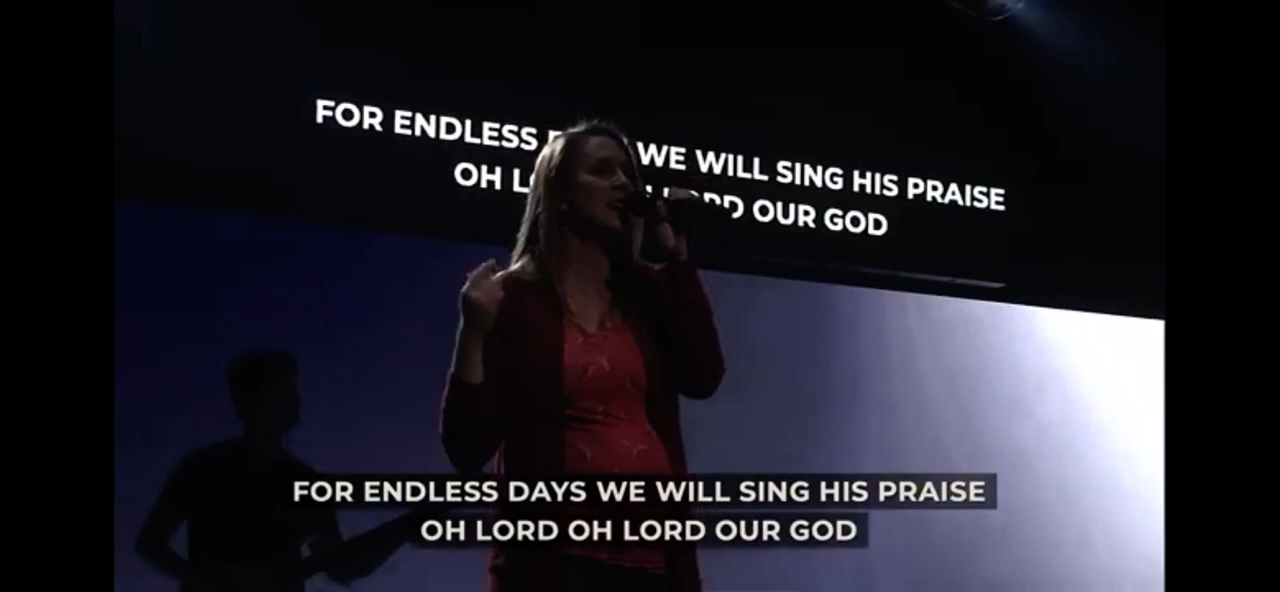 FOR ENDLESS WE WILL SING HIS PRAISE
OH OUR GOD
FOR ENDLESS DAYS WE WILL SING HIS PRAISE
OH LORD OH LORD OUR GOD